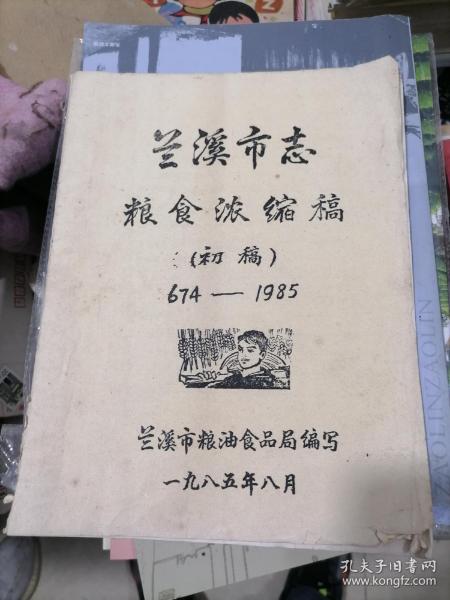 兰溪市志
粮食浓缩稿
(初稿)
674——1985
兰溪市粮油食品局编写
一九八五年八月
ZAOLINZAOLIN
孔夫子旧书网
www.kongfz.com